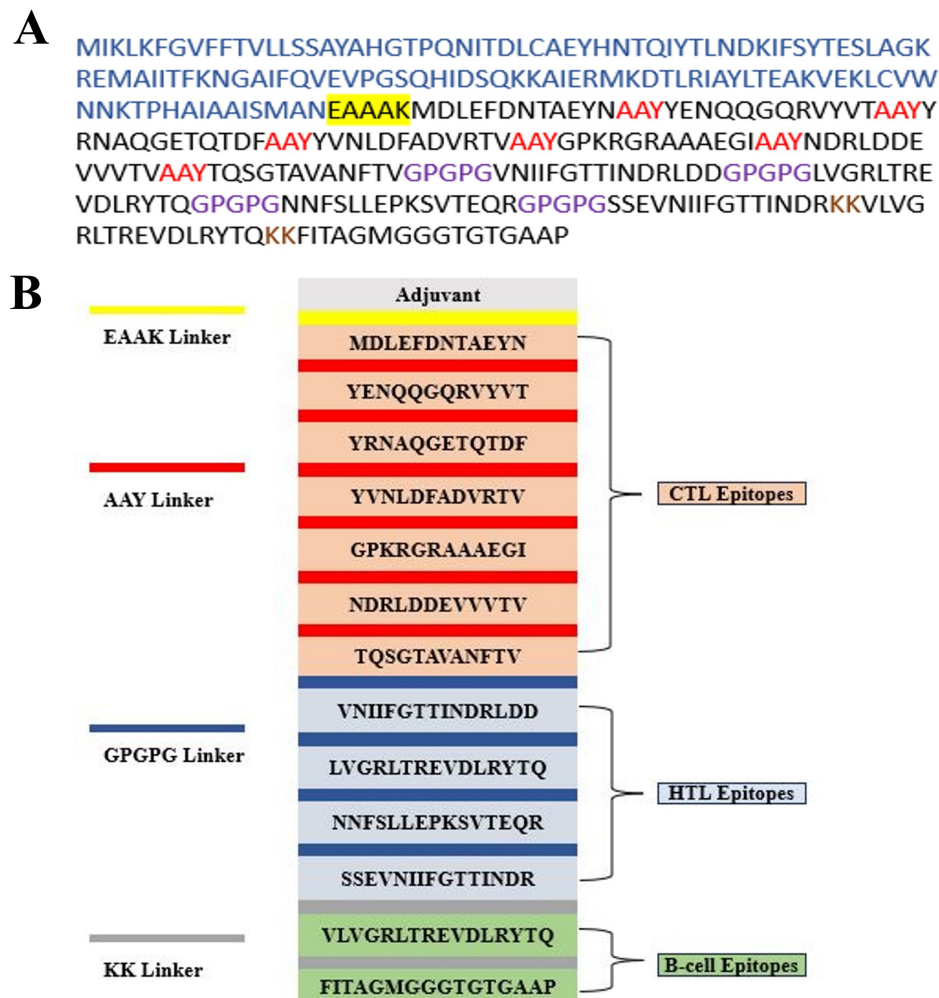 A
MIKLKFGVFFTVLLSSAYAHGTPQNITDLCAEYHNTQIYTLNDKIFSYTESLAGK
REMAIITFKNGAIFQVEVPGSQHIDSQKKAIERMKDTLRIAYLTEAKVEKLCVW
NNKTPHAIAAISMANEAAAKMDLEFDNTAEYNAAYYENQQGQRVYVTAAYY
RNAQGETQTDFAAYYVNLDFADVRTVAAYGPKRGRAAAEGIAAYNDRLDDE
VVVTVAAYTQSGTAVANFTVGPGPGVNIIFGTTINDRLDDGPGPGLVGRLTRE
VDLRYTQGPGPGNNFSLLEPKSVTEQRGPGPGSSEVNIIFGTTINDRKKVLVG
RLTREVDLRYTQKKFITAGMGGGTGTGAAP
B
Adjuvant
EAAK Linker
MDLEFDNTAEYN
YENQQGQRVYVT
YRNAQGETQTDF
AAY Linker
YVNLDFADVRTV
CTL Epitopes
GPKRGRAAAEGI
NDRLDDEVVVTV
TQSGTAVANFTV
VNIIFGTTINDRLDD
GPGPG Linker
LVGRLTREVDLRYTQ
HTL Epitopes
NNFSLLEPKSVTEQR
SSEVNIIFGTTINDR
VLVGRLTREVDLRYTQ
KK Linker
B-cell Epitopes
FITAGMGGGTGTGAAP